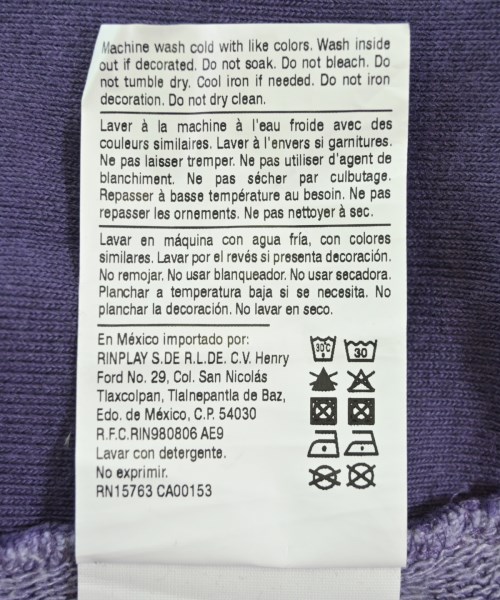 Machine wash cold with like colors. Wash inside
out if decorated. Do not soak. Do not bleach. Do
not tumble dry. Cool iron if needed. Do not iron
decoration. Do not dry clean.
Laver à la machine à l'eau froide avec des
couleurs similaires. Laver à l'envers si garnitures.
Ne pas laisser tremper. Ne pas utiliser d'agent de
blanchiment. Ne pas sécher par culbutage.
Repasser à basse température au besoin. Ne pas
repasser les ornements. Ne pas nettoyer à sec.
Lavar en máquina con agua fría, con colores
similares. Lavar por el revés si presenta decoración.
No remojar. No usar blanqueador. No usar secadora.
Planchar a temperatura baja si se necesita. No
planchar la decoración. No lavar en seco.
En México importado por:
RINPLAY S.DE R.L.DE. C.V. Henry
Ford No. 29, Col. San Nicolás
Tlaxcolpan, Tlalnepantla de Baz,
Edo. de México, C.P. 54030
R.F.C.RIN980806 AE9
Lavar con detergente.
No exprimir.
RN15763 CA00153
30°C 30